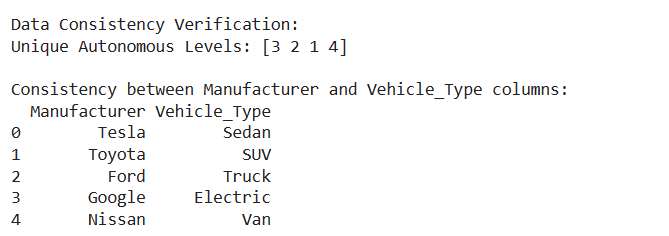 Data Consistency Verification:
Unique Autonomous Levels: [3 2 1 4]

Consistency between Manufacturer and Vehicle_Type columns:
  Manufacturer Vehicle_Type
0        Tesla        Sedan
1       Toyota          SUV
2         Ford        Truck
3       Google     Electric
4       Nissan          Van